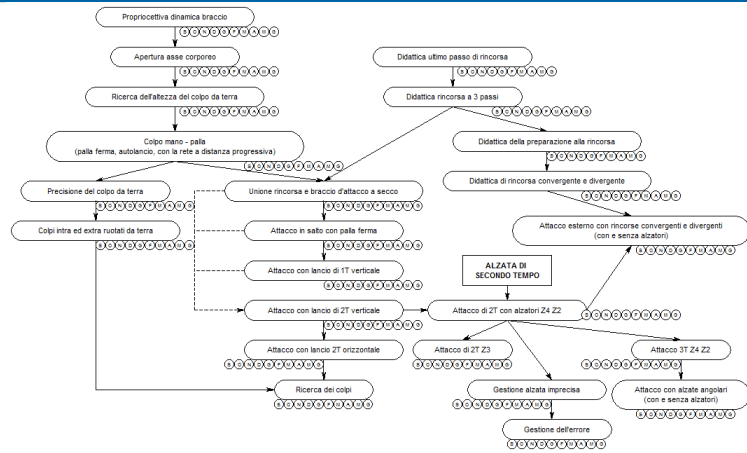 Propriocettiva dinamica braccio
S O N D G F M A M G
Apertura asse corporeo
S O N D G F M A M G
Ricerca dell'altezza del colpo da terra
S O N D G F M A M G
Colpo mano - palla
(palla ferma, autolancio, con la rete a distanza progressiva)
S O N D G F M A M G
Precisione del colpo da terra
S O N D G F M A M G
Colpi intra ed extra ruotati da terra
S O N D G F M A M G
Didattica ultimo passo di rincorsa
S O N D G F M A M G
Didattica rincorsa a 3 passi
S O N D G F M A M G
Didattica della preparazione alla rincorsa
S O N D G F M A M G
Didattica di rincorsa convergente e divergente
S O N D G F M A M G
Attacco esterno con rincorse convergenti e divergenti
(con e senza alzatori)
S O N D G F M A M G
Unione rincorsa e braccio d'attacco a secco
S O N D G F M A M G
Attacco in salto con palla ferma
S O N D G F M A M G
Attacco con lancio di 1T verticale
S O N D G F M A M G
Attacco con lancio di 2T verticale
S O N D G F M A M G
Attacco con lancio 2T orizzontale
S O N D G F M A M G
Ricerca dei colpi
S O N D G F M A M G
ALZATA DI
SECONDO TEMPO
Attacco di 2T con alzatori Z4 Z2
S O N D G F M A M G
Attacco di 2T Z3
S O N D G F M A M G
Attacco 3T Z4 Z2
S O N D G F M A M G
Gestione alzata imprecisa
S O N D G F M A M G
Attacco con alzate angolari
(con e senza alzatori)
S O N D G F M A M G
Gestione dell'errore
S O N D G F M A M G